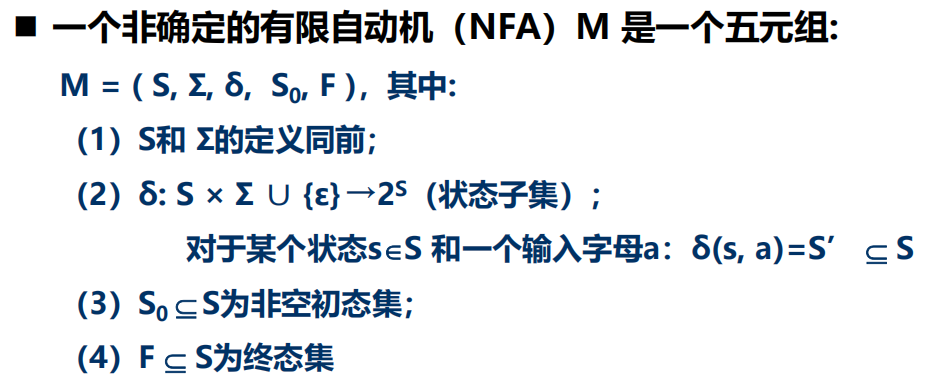 ■ 一个非确定的有限自动机（NFA）M 是一个五元组:
M = ( S, Σ, δ, S₀, F )，其中:
（1）S和 Σ的定义同前；
（2）δ: S × Σ ∪ {ε}→2ˢ（状态子集）；
对于某个状态s∈S 和一个输入字母a：δ(s, a)=S’ ⊆ S
（3）S₀ ⊆ S为非空初态集；
（4）F ⊆ S为终态集